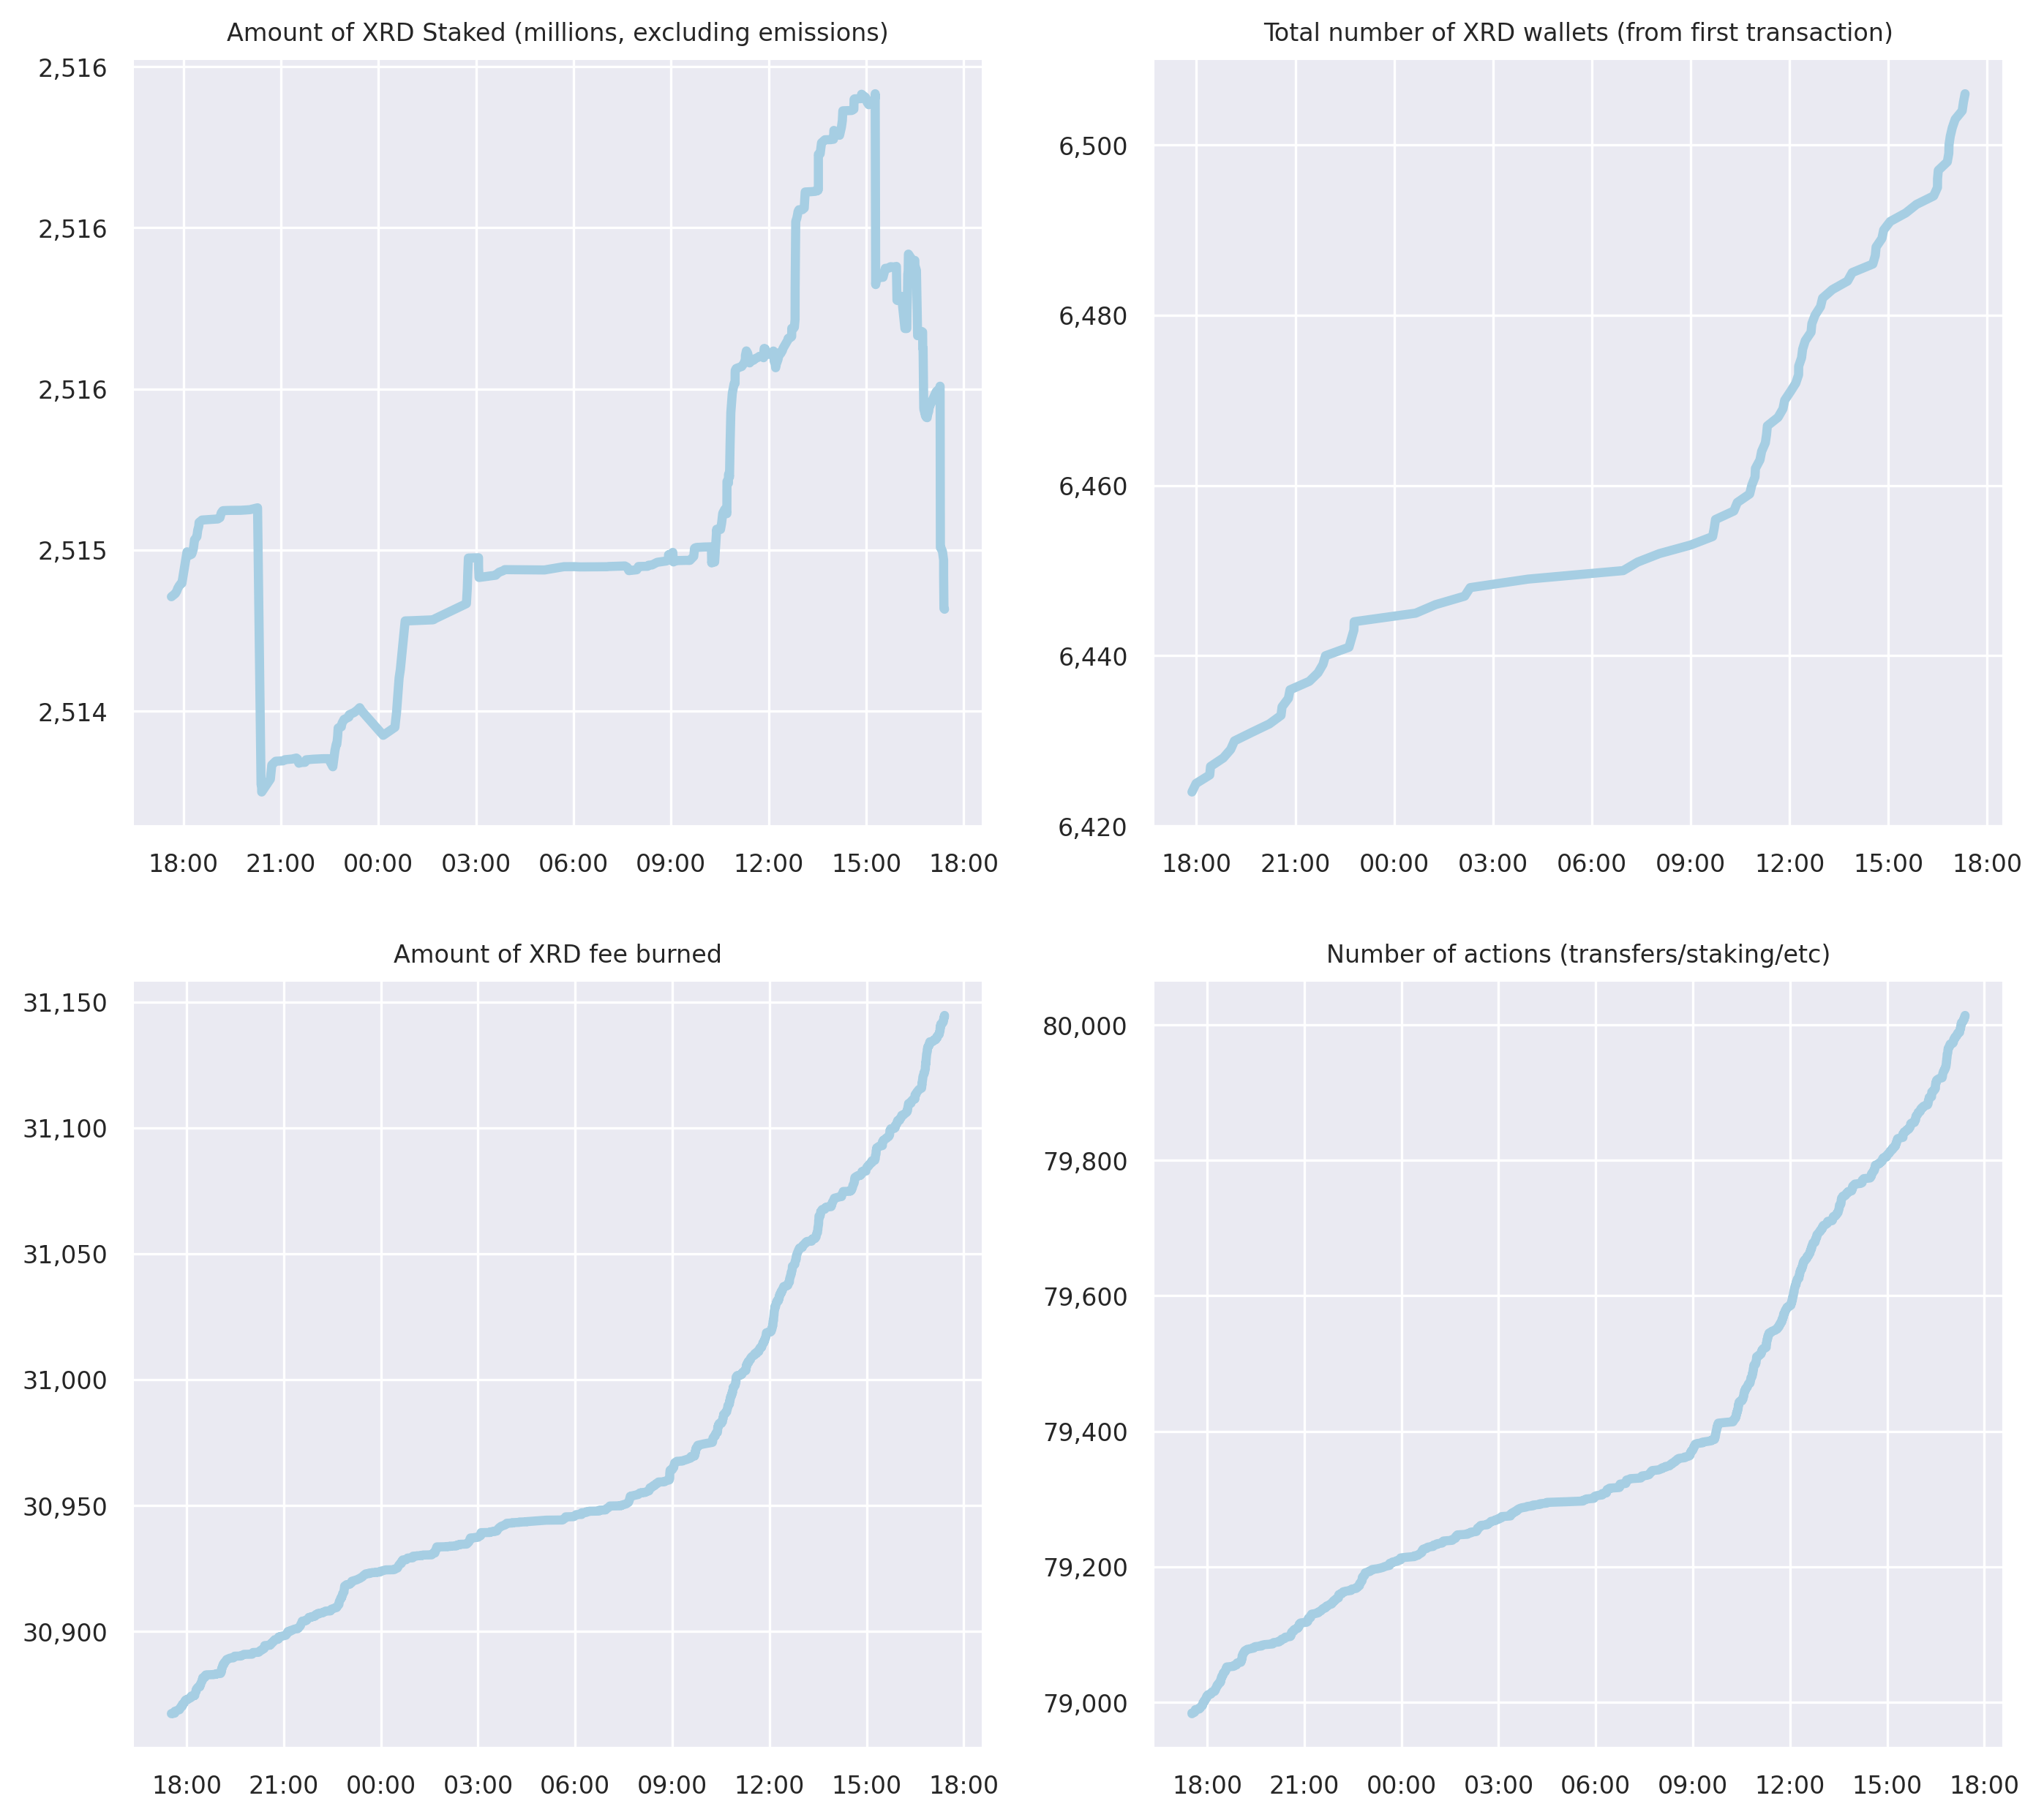 Amount of XRD Staked (millions, excluding emissions)
2,516
2,516
2,516
2,515
2,514
18:00 21:00 00:00 03:00 06:00 09:00 12:00 15:00 18:00
Total number of XRD wallets (from first transaction)
6,500
6,480
6,460
6,440
6,420
18:00 21:00 00:00 03:00 06:00 09:00 12:00 15:00 18:00
Amount of XRD fee burned
31,150
31,100
31,050
31,000
30,950
30,900
18:00 21:00 00:00 03:00 06:00 09:00 12:00 15:00 18:00
Number of actions (transfers/staking/etc)
80,000
79,800
79,600
79,400
79,200
79,000
18:00 21:00 00:00 03:00 06:00 09:00 12:00 15:00 18:00